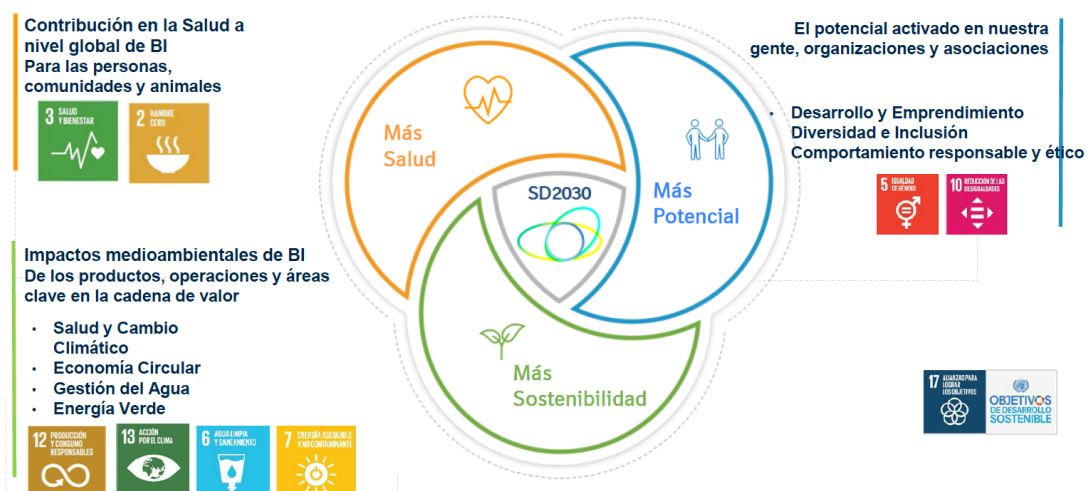 Contribución en la Salud a
nivel global de BI
Para las personas,
comunidades y animales
3 SALUD
Y BIENESTAR
2 HAMBRE
CERO
Impactos medioambientales de BI
De los productos, operaciones y áreas
clave en la cadena de valor
• Salud y Cambio
Climático
• Economía Circular
• Gestión del Agua
• Energía Verde
12 PRODUCCIÓN
Y CONSUMO
RESPONSABLES
13 ACCIÓN
POR EL CLIMA
6 AGUA LIMPIA
Y SANEAMIENTO
7 ENERGÍA ASEQUIBLE
Y NO CONTAMINANTE
Más
Salud
SD2030
Más
Potencial
Más
Sostenibilidad
El potencial activado en nuestra
gente, organizaciones y asociaciones
• Desarrollo y Emprendimiento
Diversidad e Inclusión
Comportamiento responsable y ético
5 IGUALDAD
DE GÉNERO
10 REDUCCIÓN DE LAS
DESIGUALDADES
17 ALIANZAS PARA
LOGRAR
LOS OBJETIVOS
OBJETIVOS
DE DESARROLLO
SOSTENIBLE